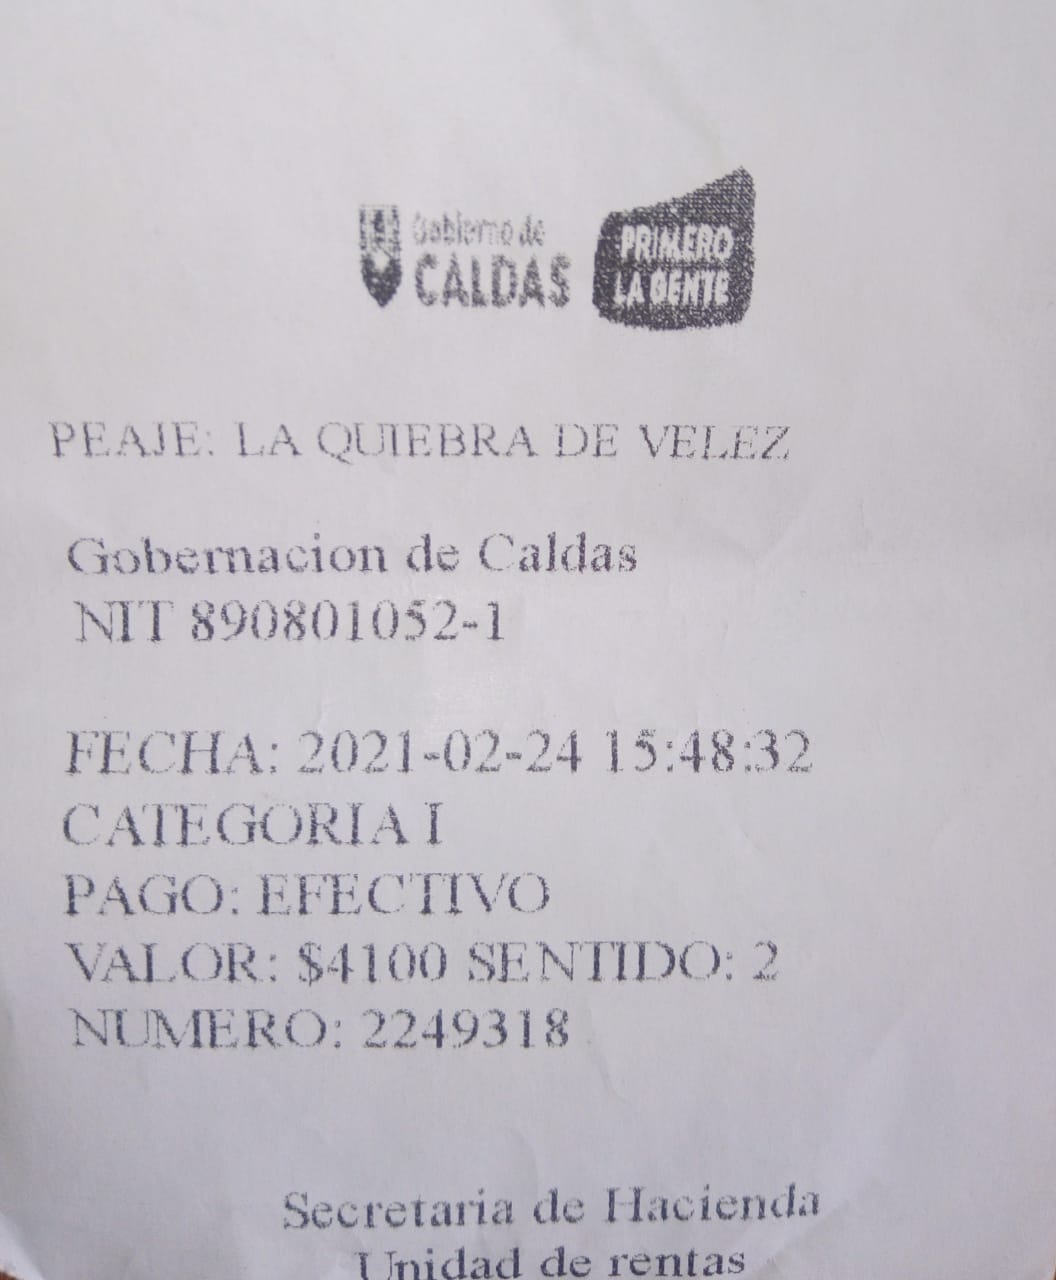 Gobierno de
CALDAS
PRIMERO
LA GENTE
PEAJE: LA QUIEBRA DE VELEZ
Gobernacion de Caldas
NIT 890801052-1
FECHA: 2021-02-24 15:48:32
CATEGORIA I
PAGO: EFECTIVO
VALOR: $4100 SENTIDO: 2
NUMERO: 2249318
Secretaria de Hacienda
Unidad de rentas